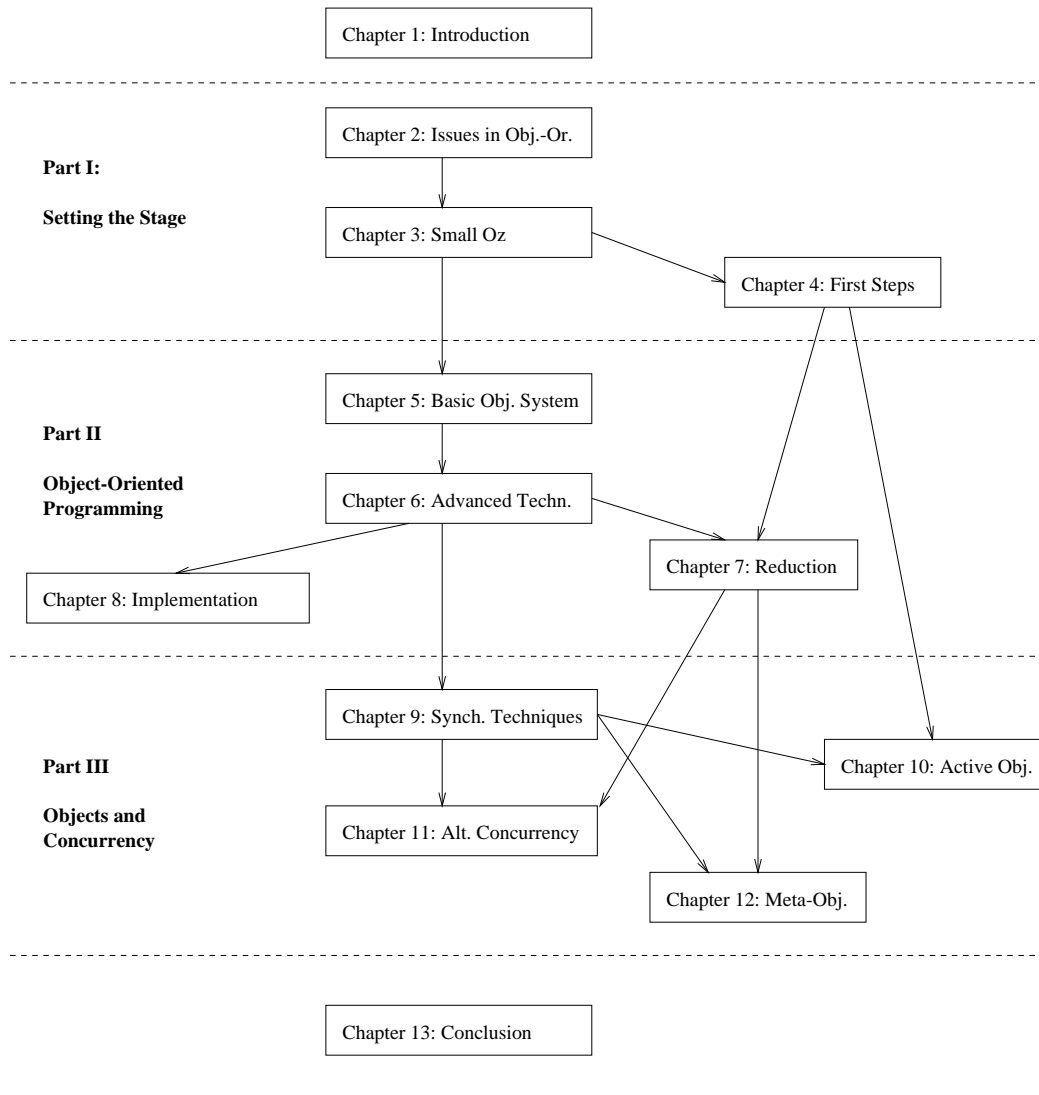 Chapter 1: Introduction
Chapter 2: Issues in Obj.-Or.
Part I:
Setting the Stage
Chapter 3: Small Oz
Chapter 4: First Steps
Chapter 5: Basic Obj. System
Part II
Object-Oriented
Programming
Chapter 6: Advanced Techn.
Chapter 7: Reduction
Chapter 8: Implementation
Chapter 9: Synch. Techniques
Part III
Chapter 10: Active Obj.
Objects and
Concurrency
Chapter 11: Alt. Concurrency
Chapter 12: Meta-Obj.
Chapter 13: Conclusion